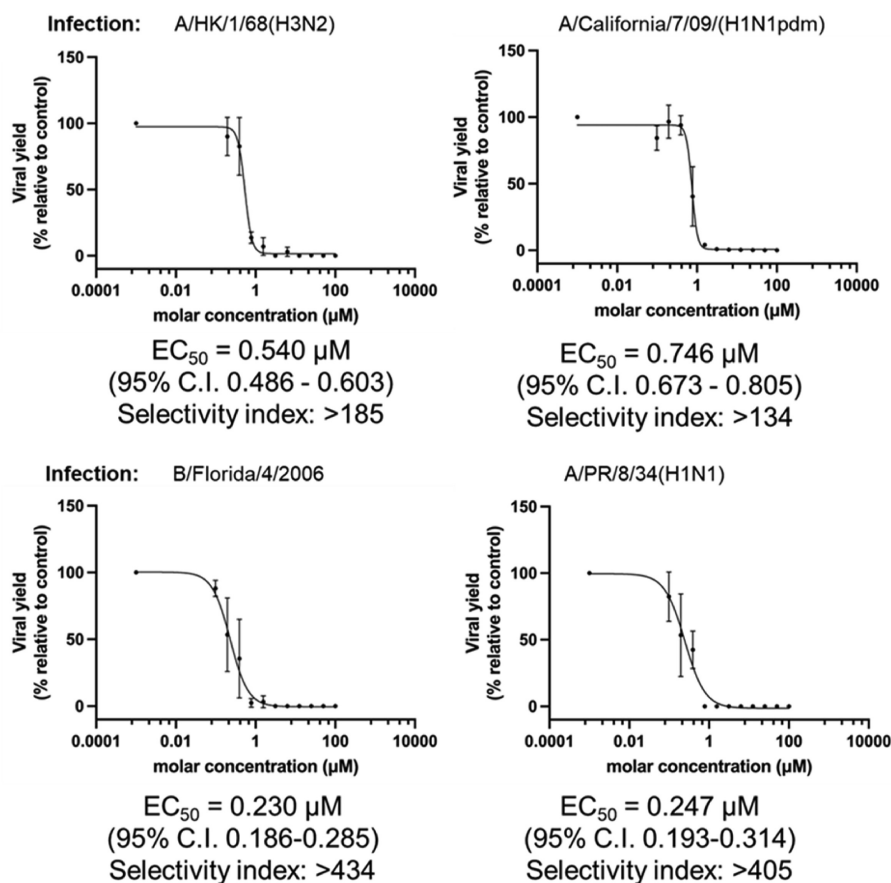 Infection: A/HK/1/68(H3N2)
150
100
50
0
Viral yield
(% relative to control)
0.0001 0.01 1 100 10000
molar concentration (µM)
EC50 = 0.540 µM
(95% C.I. 0.486 - 0.603)
Selectivity index: >185
A/California/7/09/(H1N1pdm)
150
100
50
0
Viral yield
(% relative to control)
0.0001 0.01 1 100 10000
molar concentration (µM)
EC50 = 0.746 µM
(95% C.I. 0.673 - 0.805)
Selectivity index: >134
Infection: B/Florida/4/2006
150
100
50
0
Viral yield
(% relative to control)
0.0001 0.01 1 100 10000
molar concentration (µM)
EC50 = 0.230 µM
(95% C.I. 0.186-0.285)
Selectivity index: >434
A/PR/8/34(H1N1)
150
100
50
0
Viral yield
(% relative to control)
0.0001 0.01 1 100 10000
molar concentration (µM)
EC50 = 0.247 µM
(95% C.I. 0.193-0.314)
Selectivity index: >405